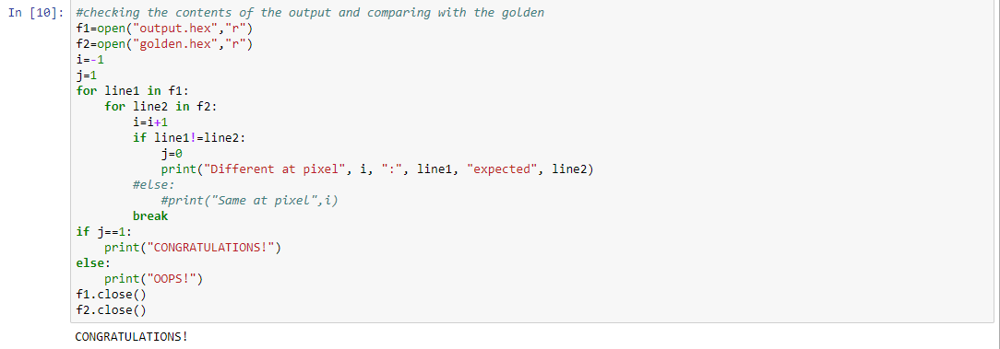 In [10]: #checking the contents of the output and comparing with the golden
f1=open("output.hex","r")
f2=open("golden.hex","r")
i=-1
j=1
for line1 in f1:
    for line2 in f2:
        i=i+1
        if line1!=line2:
            j=0
            print("Different at pixel", i, ":", line1, "expected", line2)
        #else:
            #print("Same at pixel",i)
        break
if j==1:
    print("CONGRATULATIONS!")
else:
    print("OOPS!")
f1.close()
f2.close()
CONGRATULATIONS!